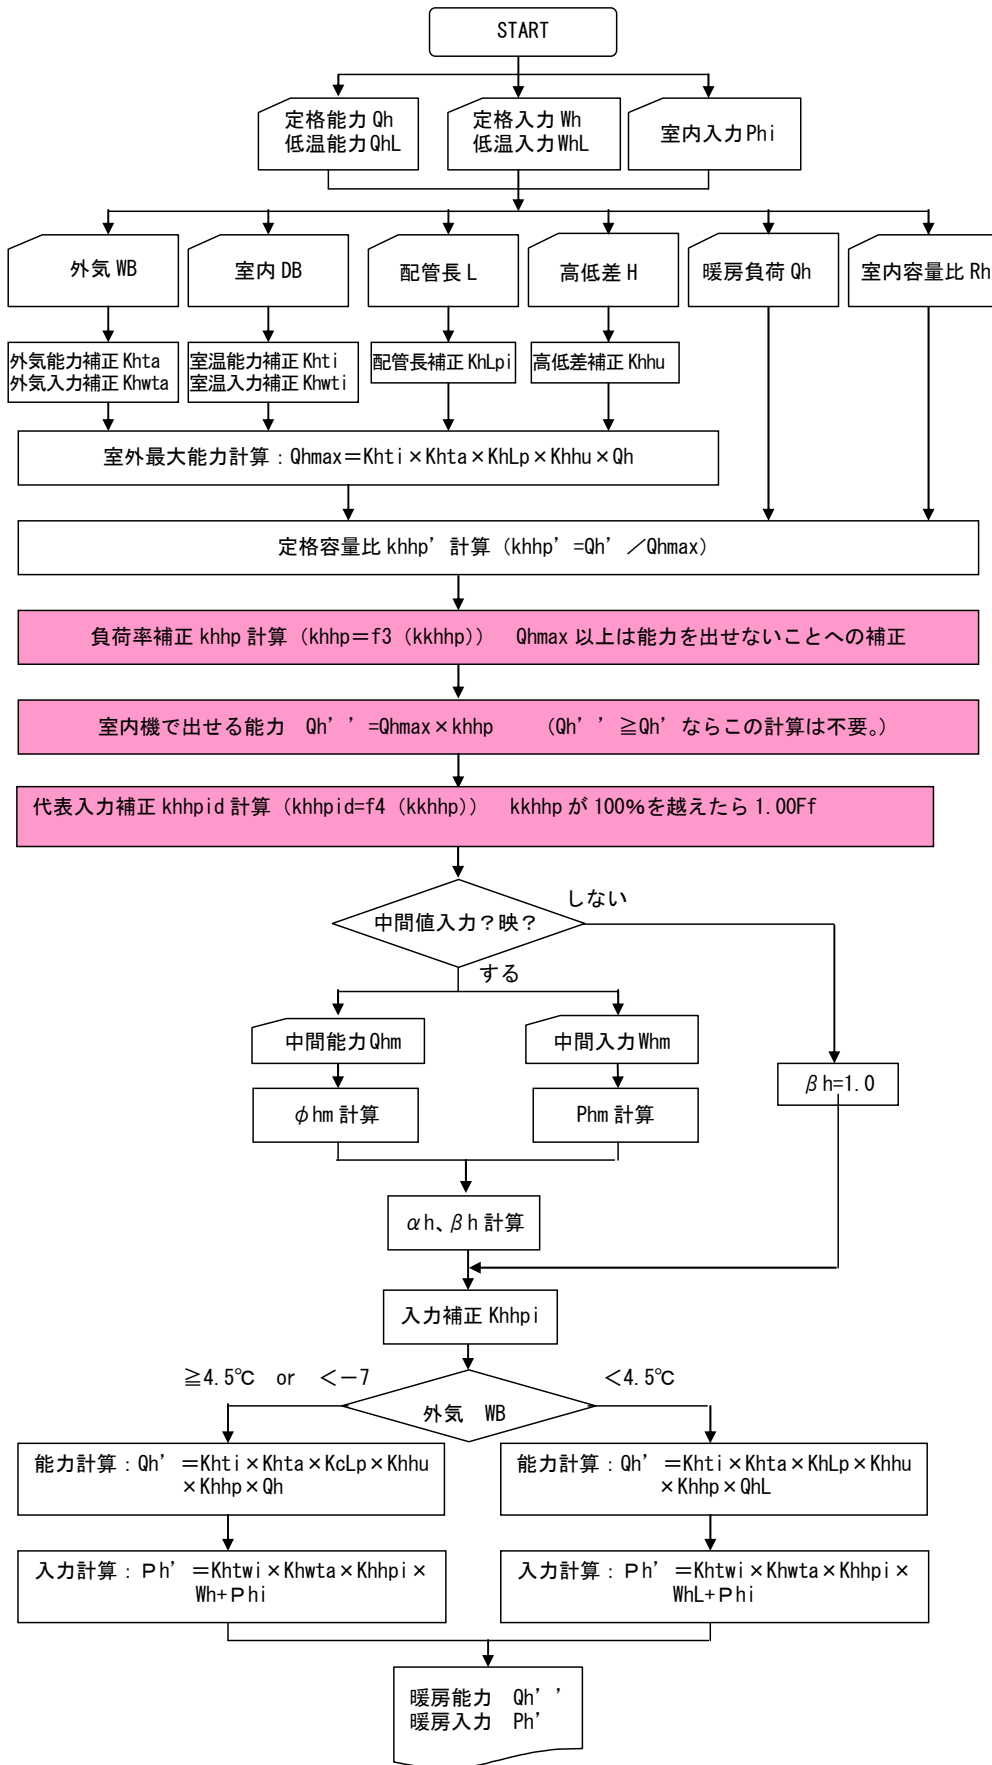 START
定格能力 Qh
低温能力 QhL
定格入力 Wh
低温入力 WhL
室内入力 Phi
外気 WB
室内 DB
配管長 L
高低差 H
暖房負荷 Qh
室内容量比 Rh
外気能力補正 Khta
外気入力補正 Khwta
室温能力補正 Khti
室温入力補正 Khwti
配管長補正 KhLpi
高低差補正 Khhu
室外最大能力計算：Qhmax＝Khti×Khta×KhLp×Khhu×Qh
定格容量比 khhp’ 計算（khhp’ =Qh’ ／Qhmax）
負荷率補正 khhp 計算（khhp＝f3（kkhhp））　Qhmax 以上は能力を出せないことへの補正
室内機で出せる能力　Qh’ ’ =Qhmax×khhp　　（Qh’ ’ ≧Qh’ ならこの計算は不要。）
代表入力補正 khhpid 計算（khhpid=f4（kkhhp））　kkhhp が 100％を越えたら 1.00Ff
中間値入力？映？
しない
する
中間能力 Qhm
中間入力 Whm
φhm 計算
Phm 計算
βh=1.0
αh、βh 計算
入力補正 Khhpi
≧4.5℃　or　＜－7
＜4.5℃
外気　WB
能力計算：Qh’ ＝Khti×Khta×KcLp×Khhu
×Khhp×Qh
能力計算：Qh’ ＝Khti×Khta×KhLp×Khhu
×Khhp×QhL
入力計算：Ｐh’ ＝Khtwi×Khwta×Khhpi×
Wh+Ｐhi
入力計算：Ｐh’ ＝Khtwi×Khwta×Khhpi×
WhL+Ｐhi
暖房能力　Qh’ ’
暖房入力　Ph’